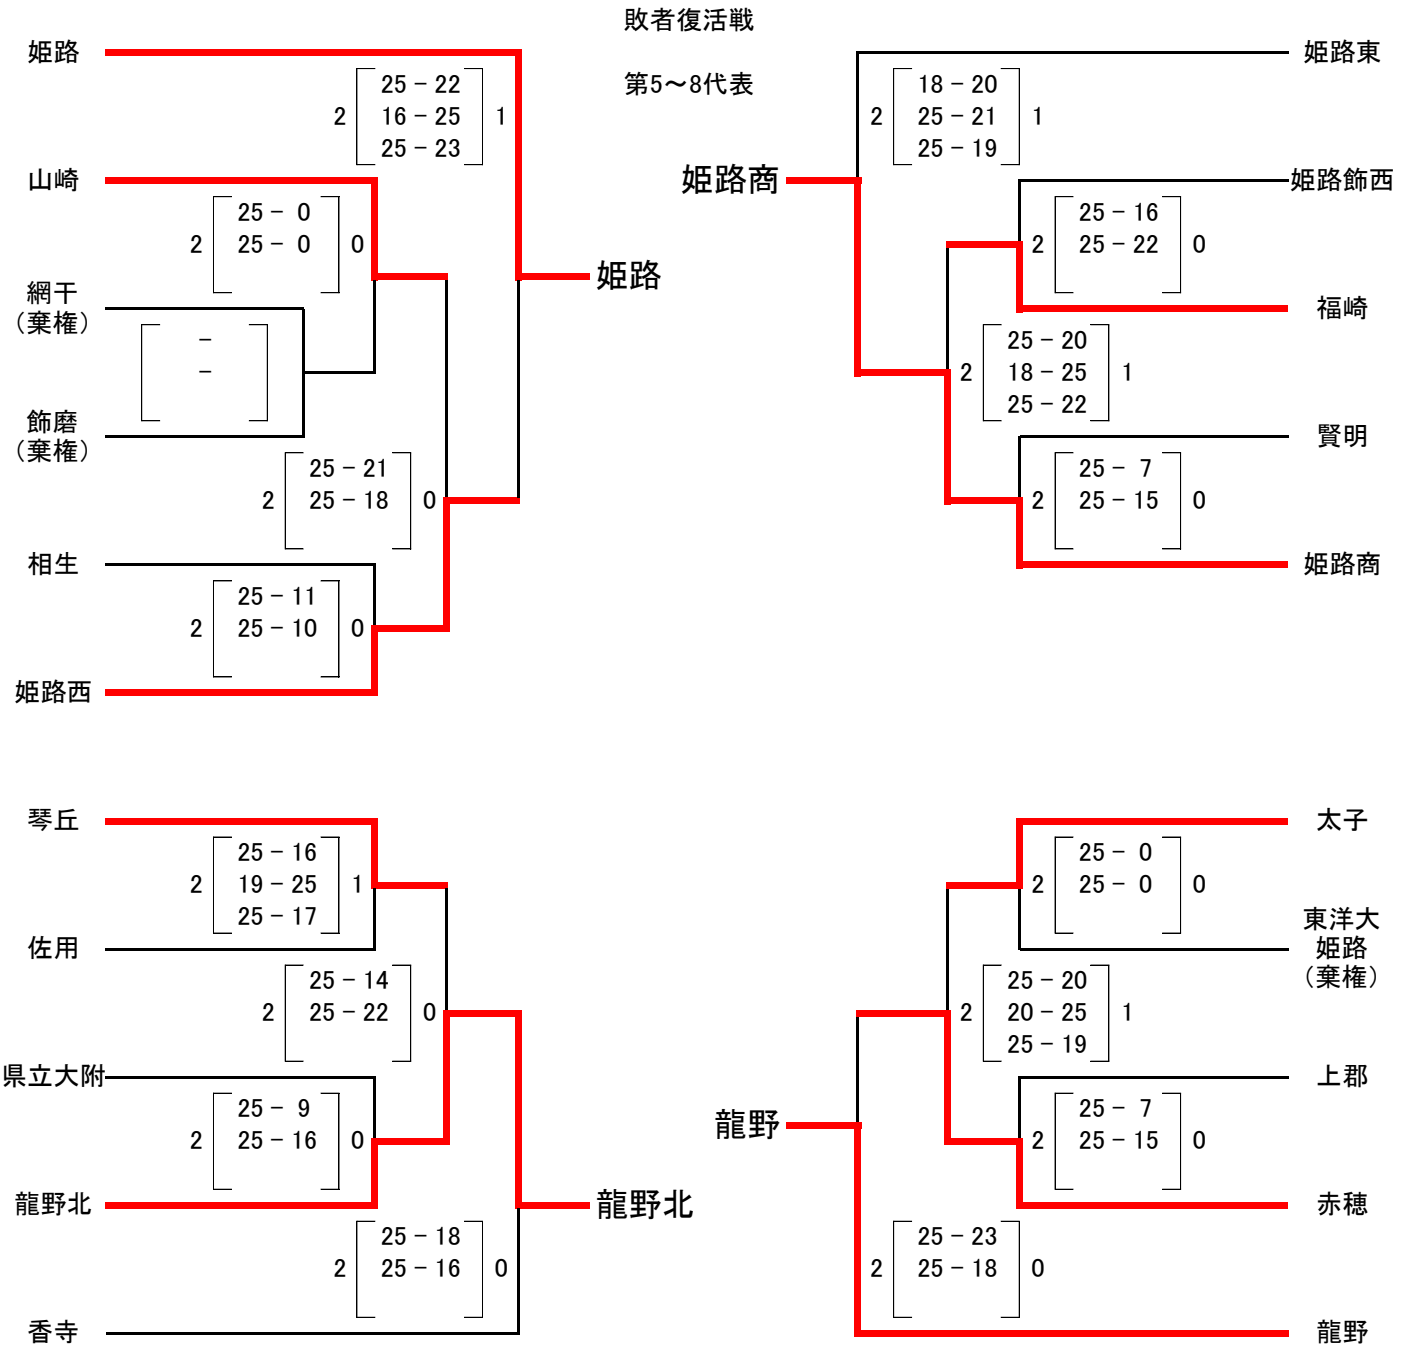 敗者復活戦
第5～8代表
姫路
2 25 − 22 1
16 − 25
25 − 23
山崎
2 25 − 0 0
25 − 0
網干
（棄権）
−
−
飾磨
（棄権）
2 25 − 21 0
25 − 18
相生
2 25 − 11 0
25 − 10
姫路西
姫路
姫路東
2 18 − 20 1
25 − 21
25 − 19
姫路商
姫路飾西
2 25 − 16 0
25 − 22
福崎
2 25 − 20 1
18 − 25
25 − 22
賢明
2 25 − 7 0
25 − 15
姫路商
琴丘
2 25 − 16 1
19 − 25
25 − 17
佐用
2 25 − 14 0
25 − 22
県立大附
2 25 − 9 0
25 − 16
龍野北
龍野北
2 25 − 18 0
25 − 16
香寺
太子
2 25 − 0 0
25 − 0
東洋大
姫路
（棄権）
2 25 − 20 1
20 − 25
25 − 19
上郡
2 25 − 7 0
25 − 15
龍野
赤穂
2 25 − 23 0
25 − 18
龍野